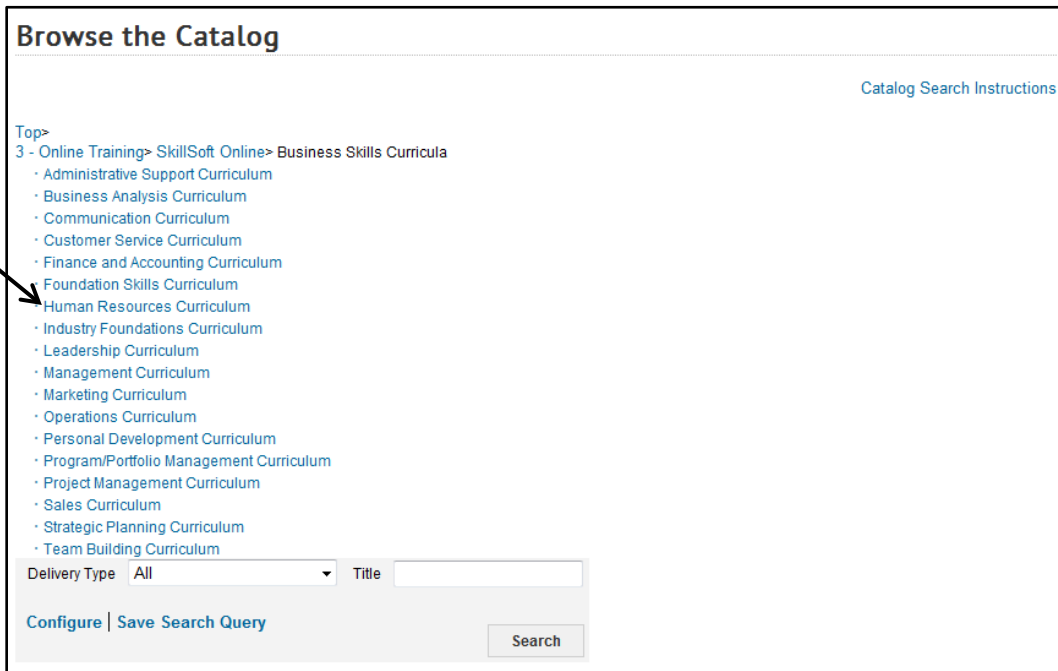 Browse the Catalog
Catalog Search Instructions
Top>
3 - Online Training> SkillSoft Online> Business Skills Curricula
· Administrative Support Curriculum
· Business Analysis Curriculum
· Communication Curriculum
· Customer Service Curriculum
· Finance and Accounting Curriculum
· Foundation Skills Curriculum
· Human Resources Curriculum
· Industry Foundations Curriculum
· Leadership Curriculum
· Management Curriculum
· Marketing Curriculum
· Operations Curriculum
· Personal Development Curriculum
· Program/Portfolio Management Curriculum
· Project Management Curriculum
· Sales Curriculum
· Strategic Planning Curriculum
· Team Building Curriculum
Delivery Type All Title
Configure | Save Search Query
Search